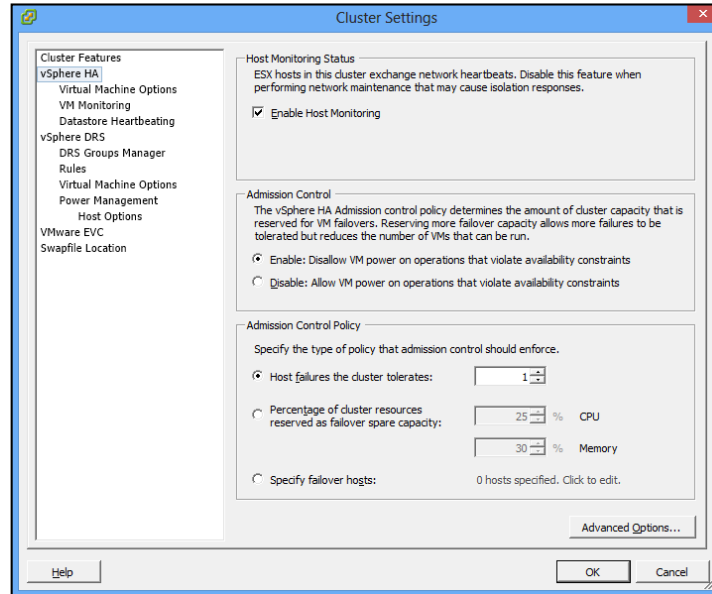 Cluster Settings
Cluster Features
vSphere HA
Virtual Machine Options
VM Monitoring
Datastore Heartbeating
vSphere DRS
DRS Groups Manager
Rules
Virtual Machine Options
Power Management
Host Options
VMware EVC
Swapfile Location
Host Monitoring Status
ESX hosts in this cluster exchange network heartbeats. Disable this feature when
performing network maintenance that may cause isolation responses.
Enable Host Monitoring
Admission Control
The vSphere HA Admission control policy determines the amount of cluster capacity that is
reserved for VM failovers. Reserving more failover capacity allows more failures to be
tolerated but reduces the number of VMs that can be run.
Enable: Disallow VM power on operations that violate availability constraints
Disable: Allow VM power on operations that violate availability constraints
Admission Control Policy
Specify the type of policy that admission control should enforce.
Host failures the cluster tolerates: 1
Percentage of cluster resources
reserved as failover spare capacity:
25 % CPU
30 % Memory
Specify failover hosts: 0 hosts specified. Click to edit.
Advanced Options...
Help OK Cancel